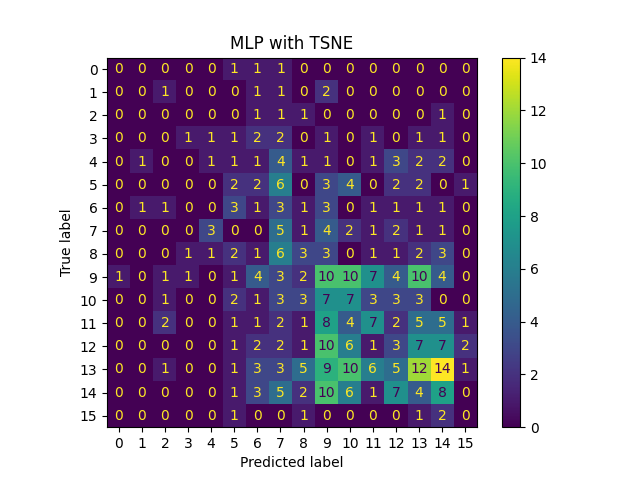 MLP with TSNE
True label
0 0 0 0 0 0 1 1 1 0 0 0 0 0 0 0 0
1 0 0 1 0 0 0 1 1 0 2 0 0 0 0 0 0
2 0 0 0 0 0 0 1 1 1 0 0 0 0 0 1 0
3 0 0 0 1 1 1 2 2 0 1 0 1 0 1 1 0
4 0 1 0 0 1 1 1 4 1 1 0 1 3 2 2 0
5 0 0 0 0 0 2 2 6 0 3 4 0 2 2 0 1
6 0 1 1 0 0 3 1 3 1 3 0 1 1 1 1 0
7 0 0 0 0 3 0 0 5 1 4 2 1 2 1 1 0
8 0 0 0 1 1 2 1 6 3 3 0 1 1 2 3 0
9 1 0 1 1 0 1 4 3 2 10 10 7 4 10 4 0
10 0 0 1 0 0 2 1 3 3 7 7 3 3 3 0 0
11 0 0 2 0 0 1 1 2 1 8 4 7 2 5 5 1
12 0 0 0 0 0 1 2 2 1 10 6 1 3 7 7 2
13 0 0 1 0 0 1 3 3 5 9 10 6 5 12 14 1
14 0 0 0 0 0 1 3 5 2 10 6 1 7 4 8 0
15 0 0 0 0 0 1 0 0 1 0 0 0 0 1 2 0
0 1 2 3 4 5 6 7 8 9 10 11 12 13 14 15
Predicted label
14
12
10
8
6
4
2
0